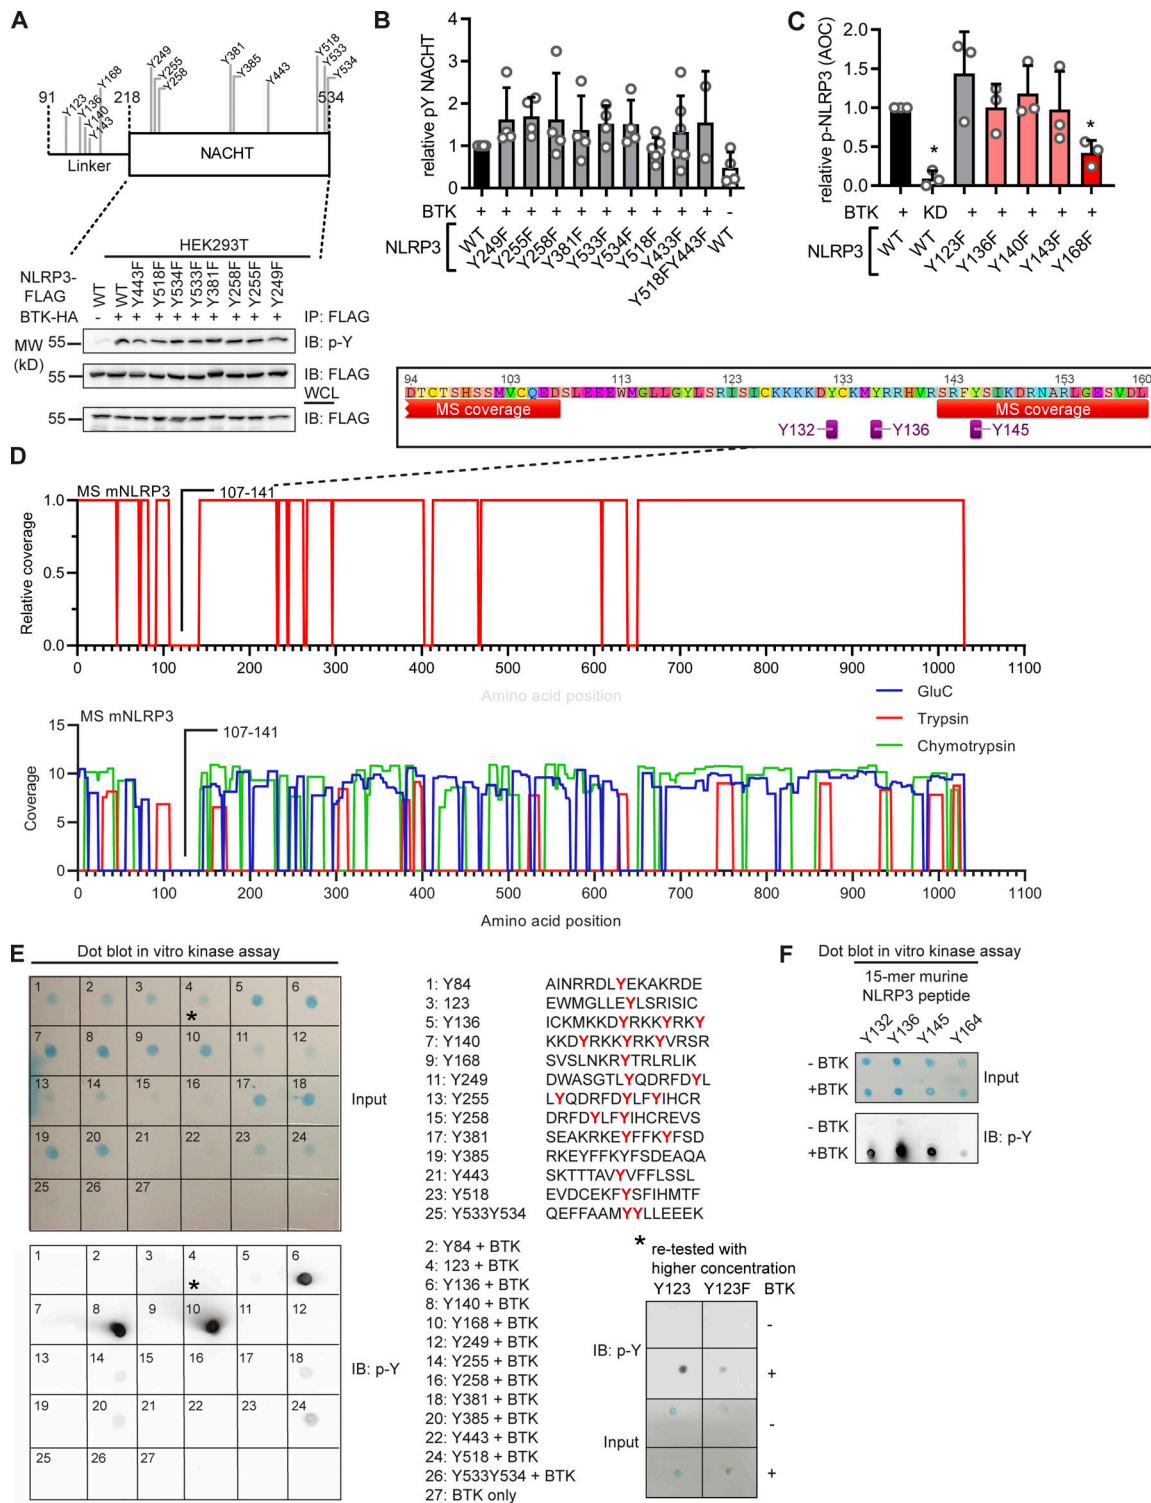 A
Y249
Y255
Y258
Y381
Y385
Y443
Y518
Y533
Y534
Y168
Y123
Y136
Y140
Y143
91
218
534
Linker
NACHT
HEK293T
NLRP3-FLAG
WT
WT
Y443F
Y518F
Y534F
Y533F
Y381F
Y258F
Y255F
Y249F
BTK-HA - + + + + + + + + +
IP: FLAG
MW (kD)
55
IB: p-Y
55
IB: FLAG
WCL
55
IB: FLAG
B
relative pY NACHT
4
3
2
1
0
BTK + + + + + + + + + + -
NLRP3
WT
Y249F
Y255F
Y258F
Y381F
Y533F
Y534F
Y518F
Y433F
Y518FY443F
WT
C
relative p-NLRP3 (AOC)
2.0
1.5
1.0
0.5
0.0
*
*
BTK + KD + + + + +
NLRP3
WT
WT
Y123F
Y136F
Y140F
Y143F
Y168F
94 103 113 123 133 143 153 160
DTCTSHSSMVCQEDSLEEEWMGLLGYLSRISICKKKKDYCKMYRRHVRSRFYSIKDRNARLGESVDL
MS coverage
MS coverage
Y132
Y136
Y145
D
MS mNLRP3
107-141
Relative coverage
1.0
0.5
0.0
0 100 200 300 400 500 600 700 800 900 1000 1100
Amino acid position
GluC
Trypsin
Chymotrypsin
MS mNLRP3
107-141
Coverage
15
10
5
0
0 100 200 300 400 500 600 700 800 900 1000 1100
Amino acid position
E
Dot blot in vitro kinase assay
1 2 3 4 5 6
*
7 8 9 10 11 12
13 14 15 16 17 18
19 20 21 22 23 24
25 26 27
Input
1 2 3 4 5 6
*
7 8 9 10 11 12
13 14 15 16 17 18
19 20 21 22 23 24
25 26 27
IB: p-Y
1: Y84 AINRRDLYEKAKRDE
3: 123 EWMGLLEYLSRISIC
5: Y136 ICKMKKDYRKKYRKY
7: Y140 KKDYRKKYRKYVRSR
9: Y168 SVSLNKRYTRLRLIK
11: Y249 DWASGTLYQDRFDYL
13: Y255 LYQDRFDYLFYIHCR
15: Y258 DRFDYLFYIHCREVS
17: Y381 SEAKRKEYFFKYFSD
19: Y385 RKEYFFKYFSDEAQA
21: Y443 SKTTTAVYVFFLSSL
23: Y518 EVDCEKFYSFIHMTF
25: Y533Y534 QEFFAAMYYLLEEEK
2: Y84 + BTK
4: 123 + BTK
6: Y136 + BTK
8: Y140 + BTK
10: Y168 + BTK
12: Y249 + BTK
14: Y255 + BTK
16: Y258 + BTK
18: Y381 + BTK
20: Y385 + BTK
22: Y443 + BTK
24: Y518 + BTK
26: Y533Y534 + BTK
27: BTK only
* re-tested with
higher concentration
Y123 Y123F BTK
IB: p-Y
-
+
Input
-
+
F
Dot blot in vitro kinase assay
15-mer murine
NLRP3 peptide
Y132
Y136
Y145
Y164
- BTK
+BTK
Input
- BTK
+BTK
IB: p-Y